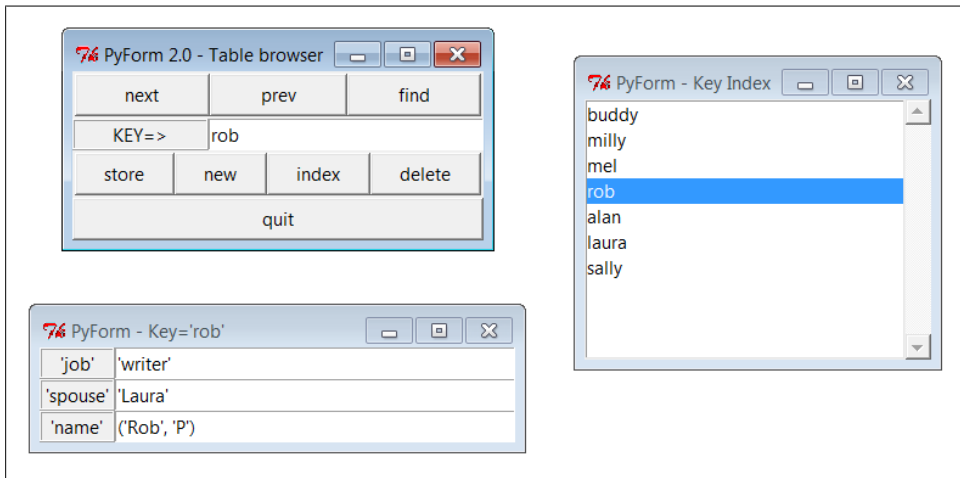 PyForm 2.0 - Table browser
next prev find
KEY=> rob
store new index delete
quit
PyForm - Key Index
buddy
milly
mel
rob
alan
laura
sally
PyForm - Key='rob'
'job' 'writer'
'spouse' 'Laura'
'name' ('Rob', 'P')